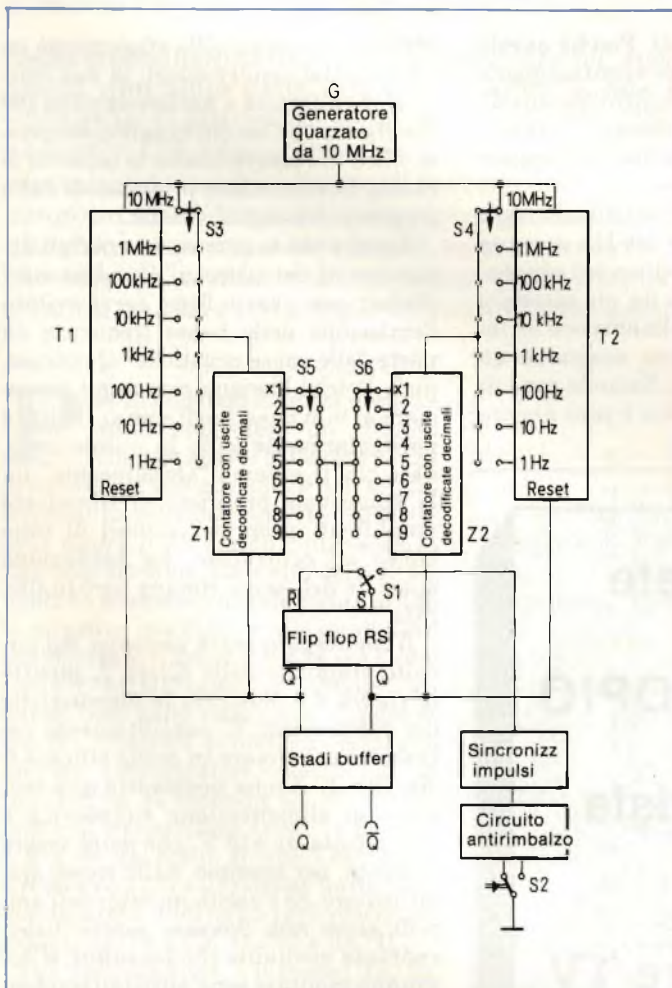 G
Generatore
quarzato
da 10 MHz
10 MHz
S3
1MHz
100kHz
10 kHz
1kHz
100 Hz
10 Hz
1 Hz
T1
Reset
S4
10MHz
1MHz
100kHz
10 kHz
1kHz
100Hz
10 Hz
1 Hz
T2
Reset
Contatore con uscite
decodificate decimali
Z1
S5
S6
x1
2
3
4
5
6
7
8
9
x1
2
3
4
5
6
7
8
9
Contatore con uscite
decodificate decimali
Z2
S1
R̅
S̅
Flip flop RS
Q̅
Q
Stadi buffer
Q̅
Q
Sincronizz
impulsi
Circuito
antirimbalzo
S2